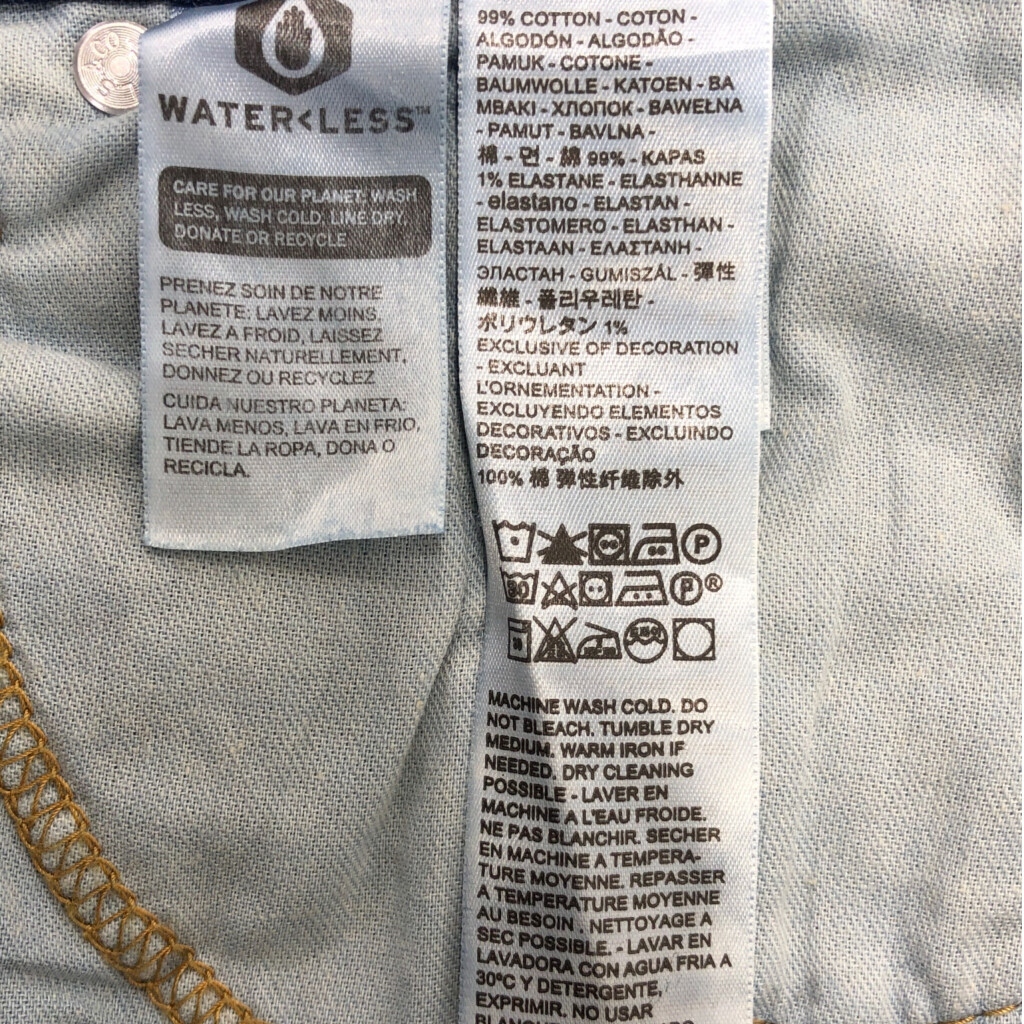 WATER<LESS™
CARE FOR OUR PLANET. WASH
LESS, WASH COLD. LINE DRY,
DONATE OR RECYCLE
PRENEZ SOIN DE NOTRE
PLANETE: LAVEZ MOINS,
LAVEZ A FROID, LAISSEZ
SECHER NATURELLEMENT,
DONNEZ OU RECYCLEZ
CUIDA NUESTRO PLANETA:
LAVA MENOS, LAVA EN FRIO,
TIENDE LA ROPA, DONA O
RECICLA.
99% COTTON - COTON -
ALGODÓN - ALGODÃO -
PAMUK - COTONE -
BAUMWOLLE - KATOEN - BA
MBAKI - ХЛОПОК - BAWEŁNA
- PAMUT - BAVLNA -
棉 - 면 - 綿 99% - KAPAS
1% ELASTANE - ELASTHANNE
- elastano - ELASTAN -
ELASTOMERO - ELASTHAN -
ELASTAAN - ΕΛΑΣΤΑΝΗ -
ЭЛАСТАН - GUMISZÁL - 彈性
纖維 - 폴리우레탄 -
ポリウレタン 1%
EXCLUSIVE OF DECORATION
- EXCLUANT
L'ORNEMENTATION -
EXCLUYENDO ELEMENTOS
DECORATIVOS - EXCLUINDO
DECORAÇÃO
100% 棉 弹性纤维除外
P
30 P ®
MACHINE WASH COLD. DO
NOT BLEACH. TUMBLE DRY
MEDIUM. WARM IRON IF
NEEDED. DRY CLEANING
POSSIBLE - LAVER EN
MACHINE A L'EAU FROIDE.
NE PAS BLANCHIR. SECHER
EN MACHINE A TEMPERA-
TURE MOYENNE. REPASSER
A TEMPERATURE MOYENNE
AU BESOIN . NETTOYAGE A
SEC POSSIBLE. - LAVAR EN
LAVADORA CON AGUA FRIA A
30°C Y DETERGENTE,
EXPRIMIR. NO USAR